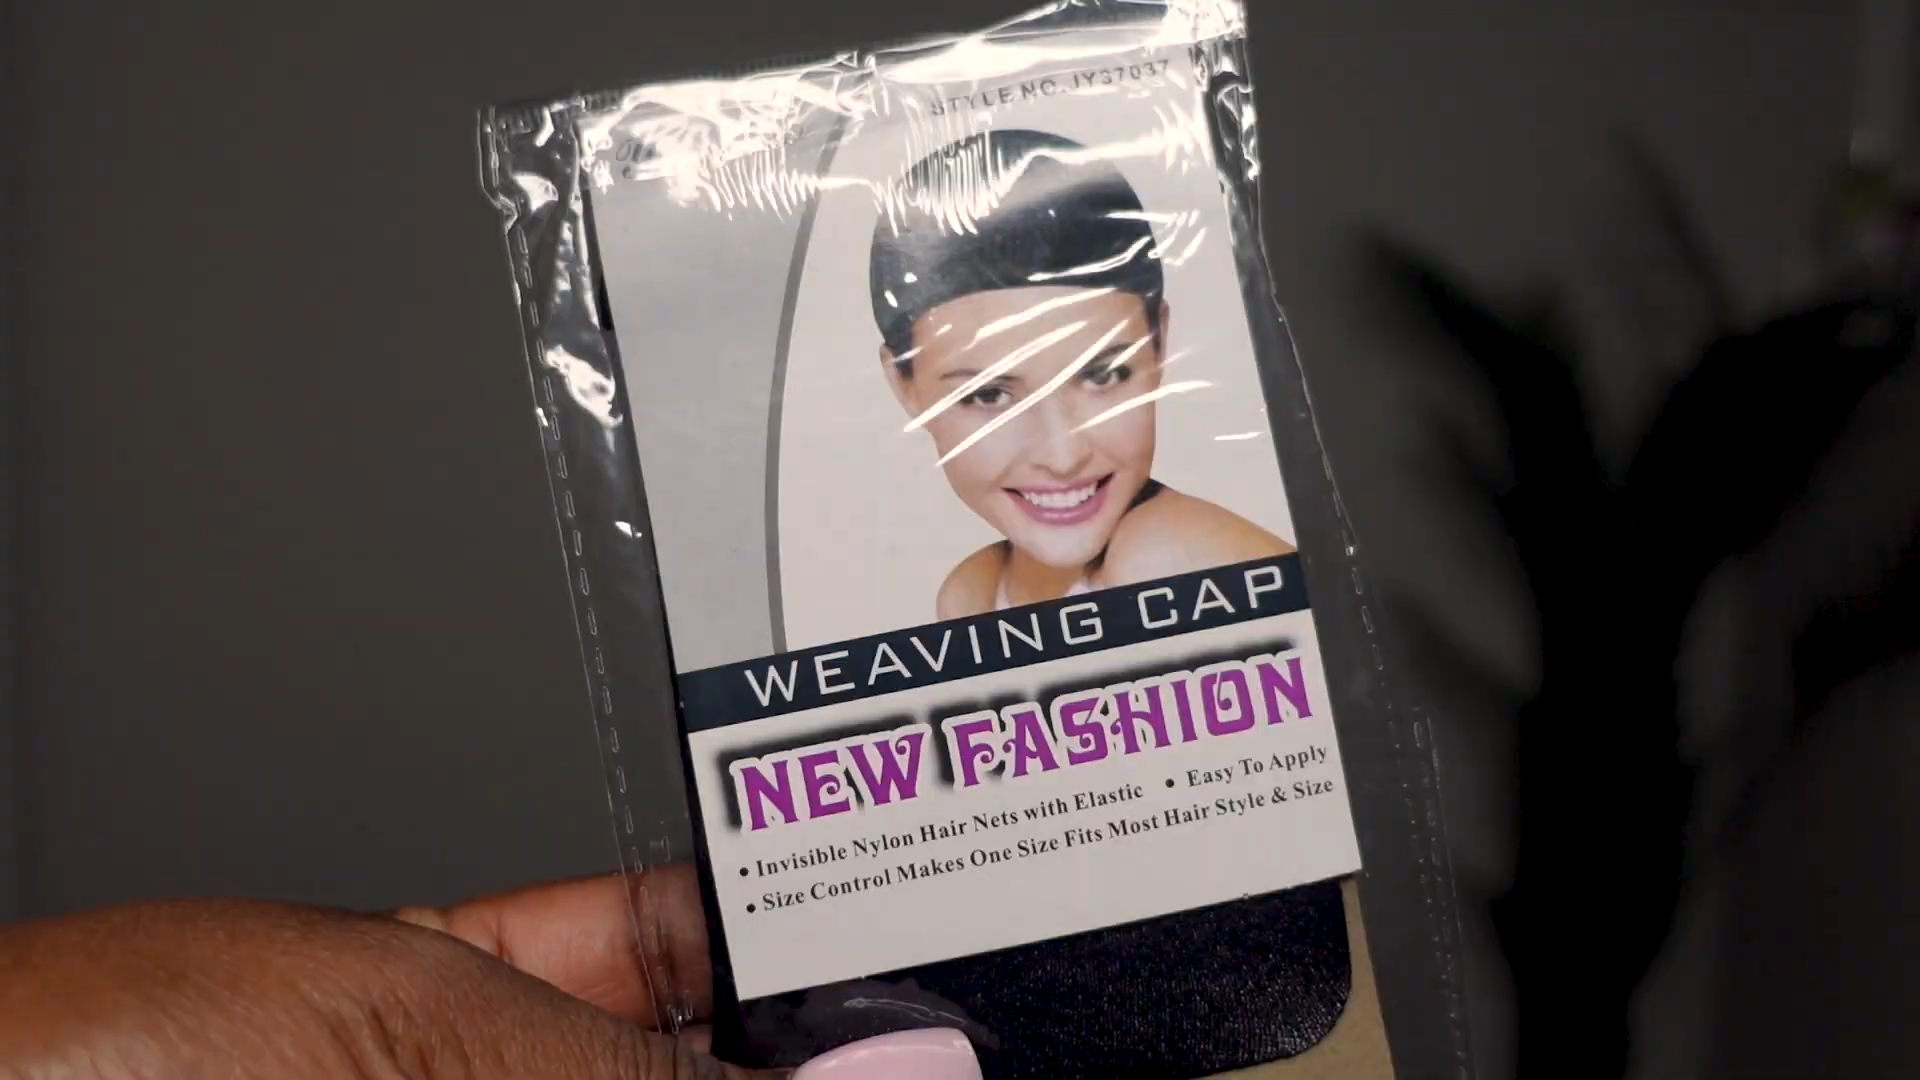 STYLE NO. JY37037
WEAVING CAP
NEW FASHION
• Invisible Nylon Hair Nets with Elastic • Easy To Apply
• Size Control Makes One Size Fits Most Hair Style & Size